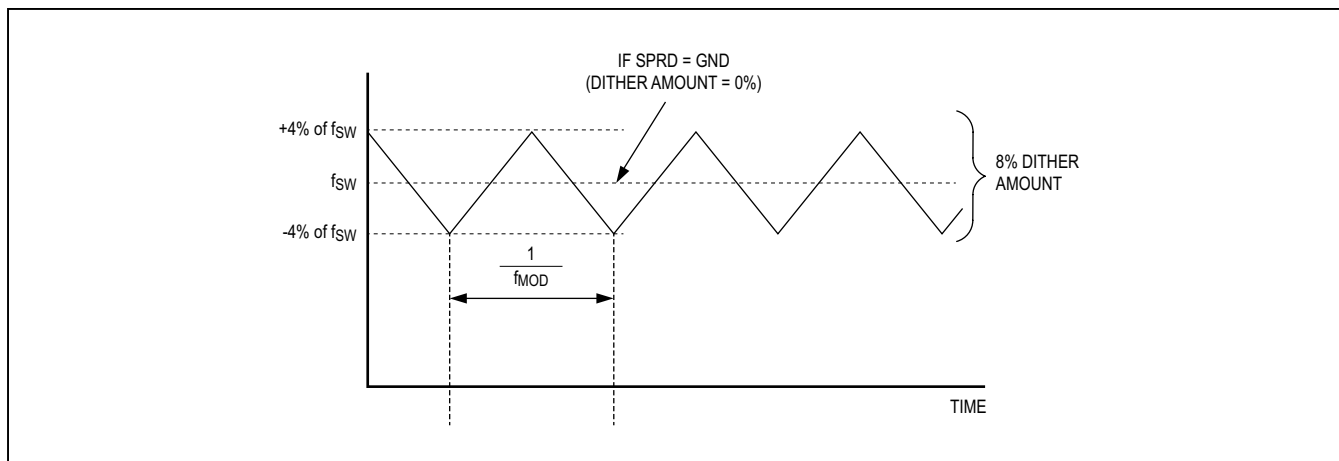 IF SPRD = GND
(DITHER AMOUNT = 0%)
+4% of fSW
fSW
-4% of fSW
8% DITHER
AMOUNT
1
fMOD
TIME